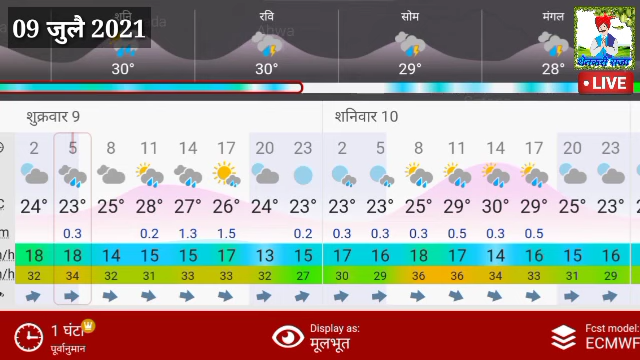 09 जुलै 2021
शनि रवि सोम मंगल
30° 30° 29° 28°
शेतकरी राजा
LIVE
शुक्रवार 9 शनिवार 10
2 5 8 11 14 17 20 23 2 5 8 11 14 17 20 23
24° 23° 25° 28° 27° 26° 24° 23° 23° 23° 25° 29° 30° 29° 25° 23°
0.3 0.2 1.3 1.5 0.2 0.3 0.3 0.3 0.5 0.3 0.5
18 18 14 15 15 17 13 15 17 16 18 17 14 16 15 16
32 34 32 31 33 33 32 27 30 29 36 36 34 33 31 29
1 घंटा Display as: Fcst model:
पूर्वानुमान मूलभूत ECMWF